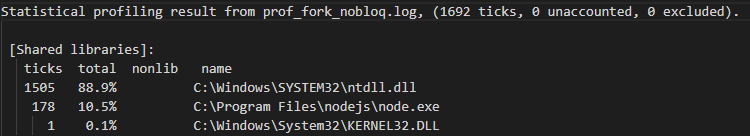 Statistical profiling result from prof_fork_nobloq.log, (1692 ticks, 0 unaccounted, 0 excluded).
[Shared libraries]:
ticks total nonlib name
1505 88.9% C:\Windows\SYSTEM32\ntdll.dll
178 10.5% C:\Program Files\nodejs\node.exe
1 0.1% C:\Windows\System32\KERNEL32.DLL